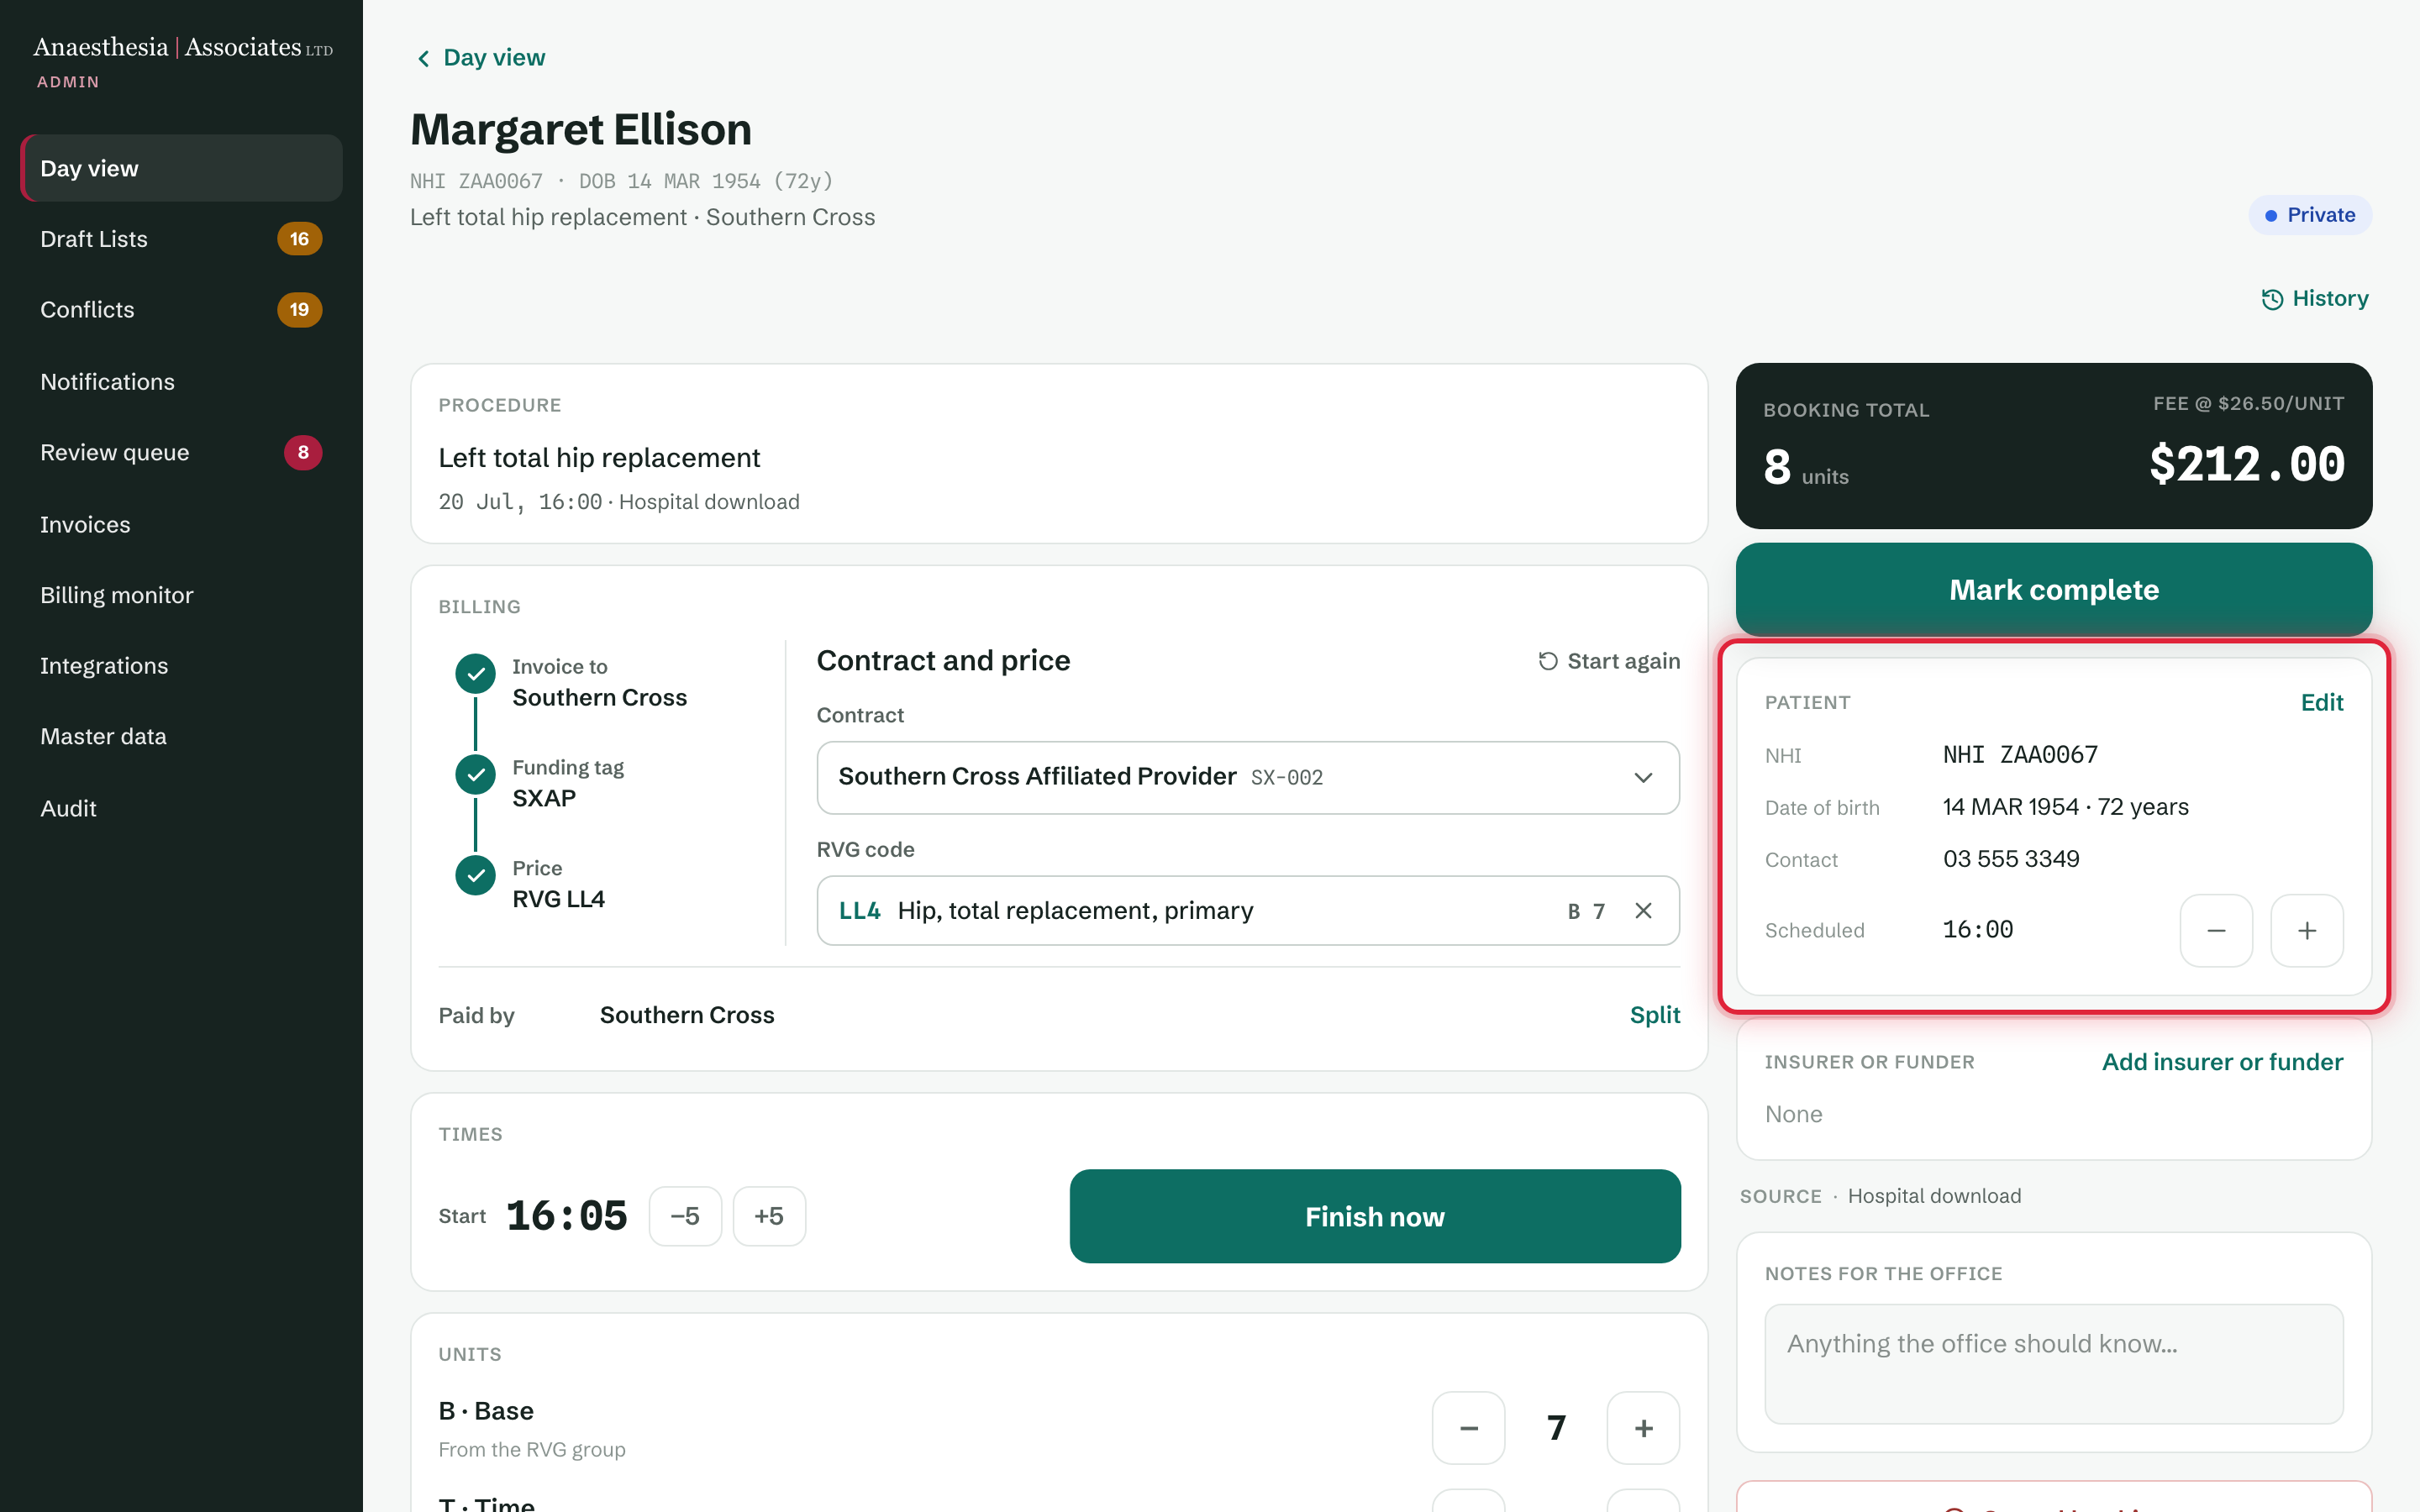 Anaesthesia | Associates LTD
ADMIN
Day view
Draft Lists 16
Conflicts 19
Notifications
Review queue 8
Invoices
Billing monitor
Integrations
Master data
Audit
Day view
Margaret Ellison
NHI ZAA0067 · DOB 14 MAR 1954 (72y)
Left total hip replacement · Southern Cross
Private
History
PROCEDURE
Left total hip replacement
20 Jul, 16:00 · Hospital download
BILLING
Invoice to
Southern Cross
Funding tag
SXAP
Price
RVG LL4
Contract and price
Start again
Contract
Southern Cross Affiliated Provider SX-002
RVG code
LL4 Hip, total replacement, primary B 7
Paid by Southern Cross Split
TIMES
Start 16:05 −5 +5 Finish now
UNITS
B · Base
From the RVG group
− 7 +
T · Time
BOOKING TOTAL FEE @ $26.50/UNIT
8 units $212.00
Mark complete
PATIENT Edit
NHI NHI ZAA0067
Date of birth 14 MAR 1954 · 72 years
Contact 03 555 3349
Scheduled 16:00 − +
INSURER OR FUNDER Add insurer or funder
None
SOURCE · Hospital download
NOTES FOR THE OFFICE
Anything the office should know…